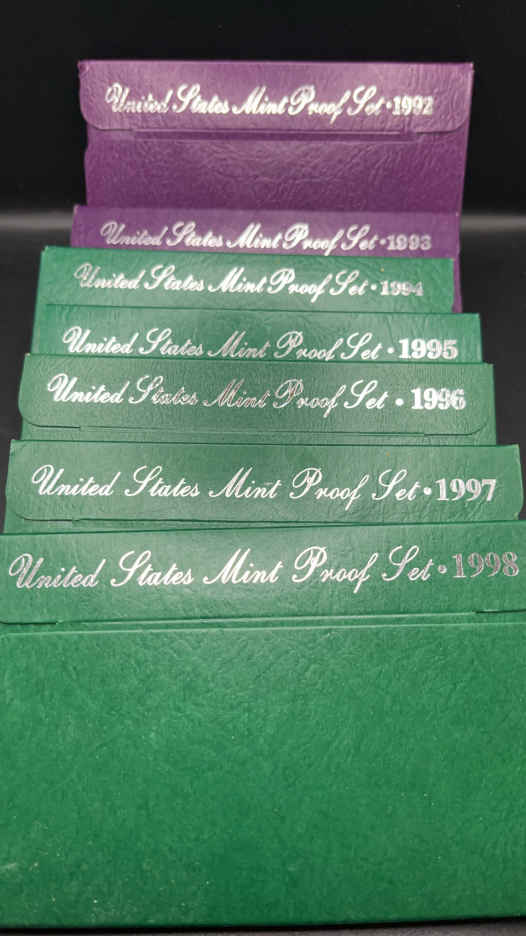 United States Mint Proof Set • 1992
United States Mint Proof Set • 1993
United States Mint Proof Set • 1994
United States Mint Proof Set • 1995
United States Mint Proof Set • 1996
United States Mint Proof Set • 1997
United States Mint Proof Set • 1998